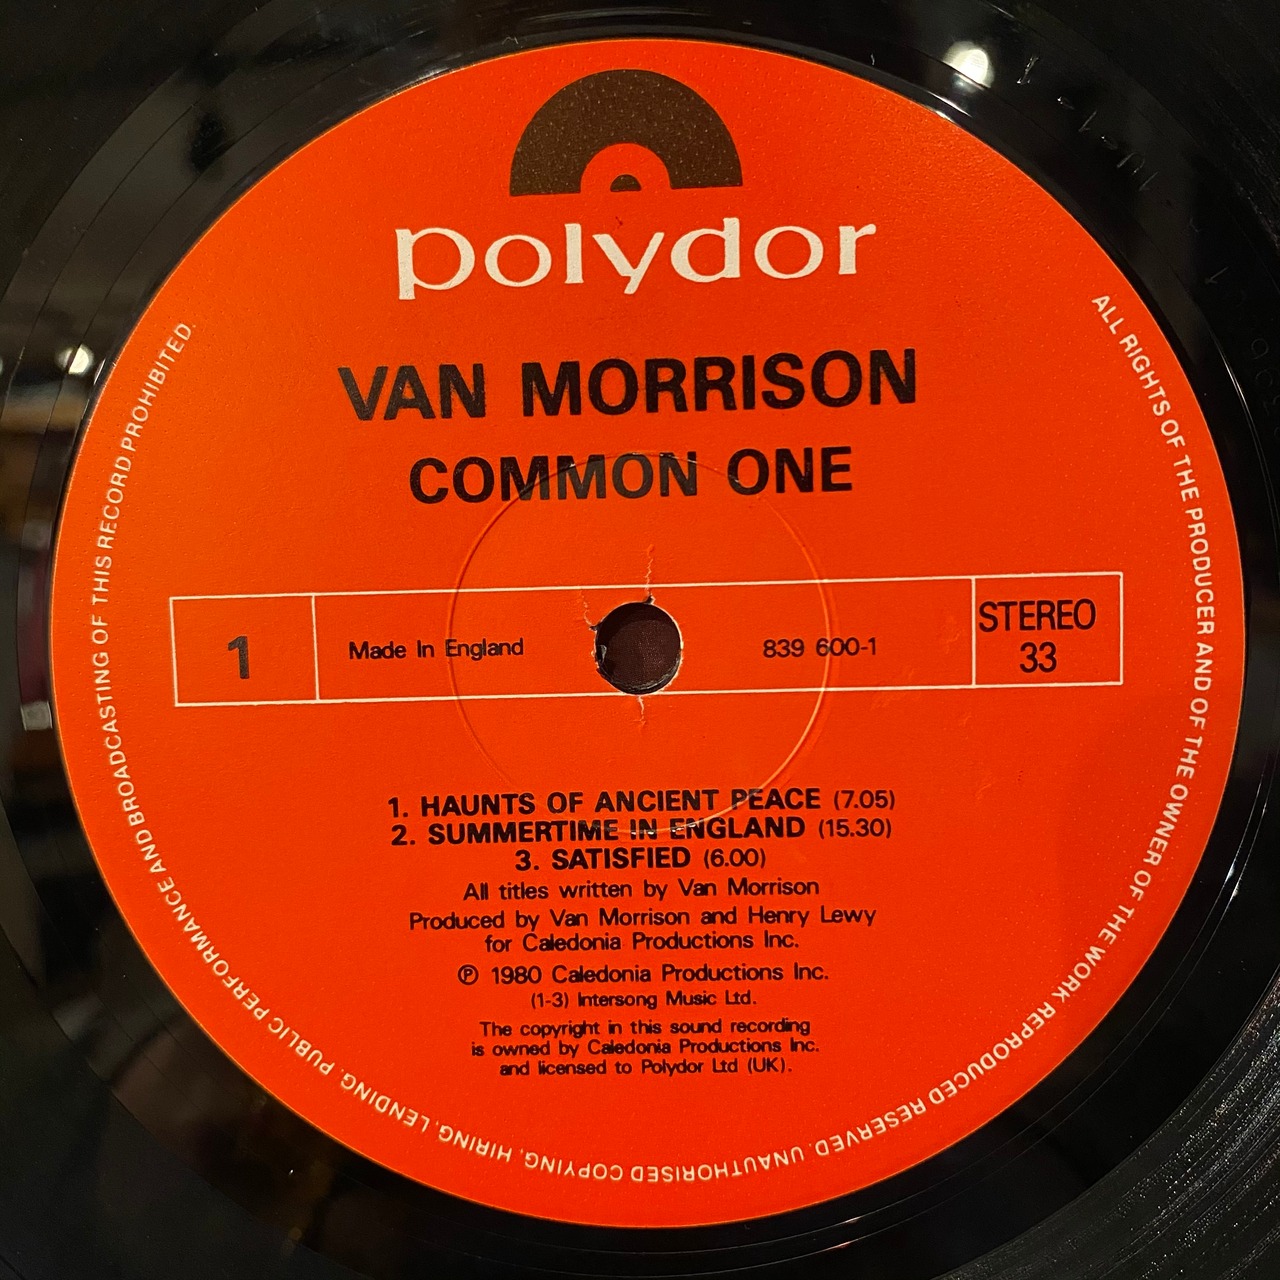 polydor
VAN MORRISON
COMMON ONE
1
Made In England
839 600-1
STEREO
33
1. HAUNTS OF ANCIENT PEACE (7.05)
2. SUMMERTIME IN ENGLAND (15.30)
3. SATISFIED (6.00)
All titles written by Van Morrison
Produced by Van Morrison and Henry Lewy
for Caledonia Productions Inc.
℗ 1980 Caledonia Productions Inc.
(1-3) Intersong Music Ltd.
The copyright in this sound recording
is owned by Caledonia Productions Inc.
and licensed to Polydor Ltd (UK).
ALL RIGHTS OF THE PRODUCER AND OF THE OWNER OF THE WORK REPRODUCED RESERVED. UNAUTHORISED COPYING, HIRING, LENDING, PUBLIC PERFORMANCE AND BROADCASTING OF THIS RECORD PROHIBITED.